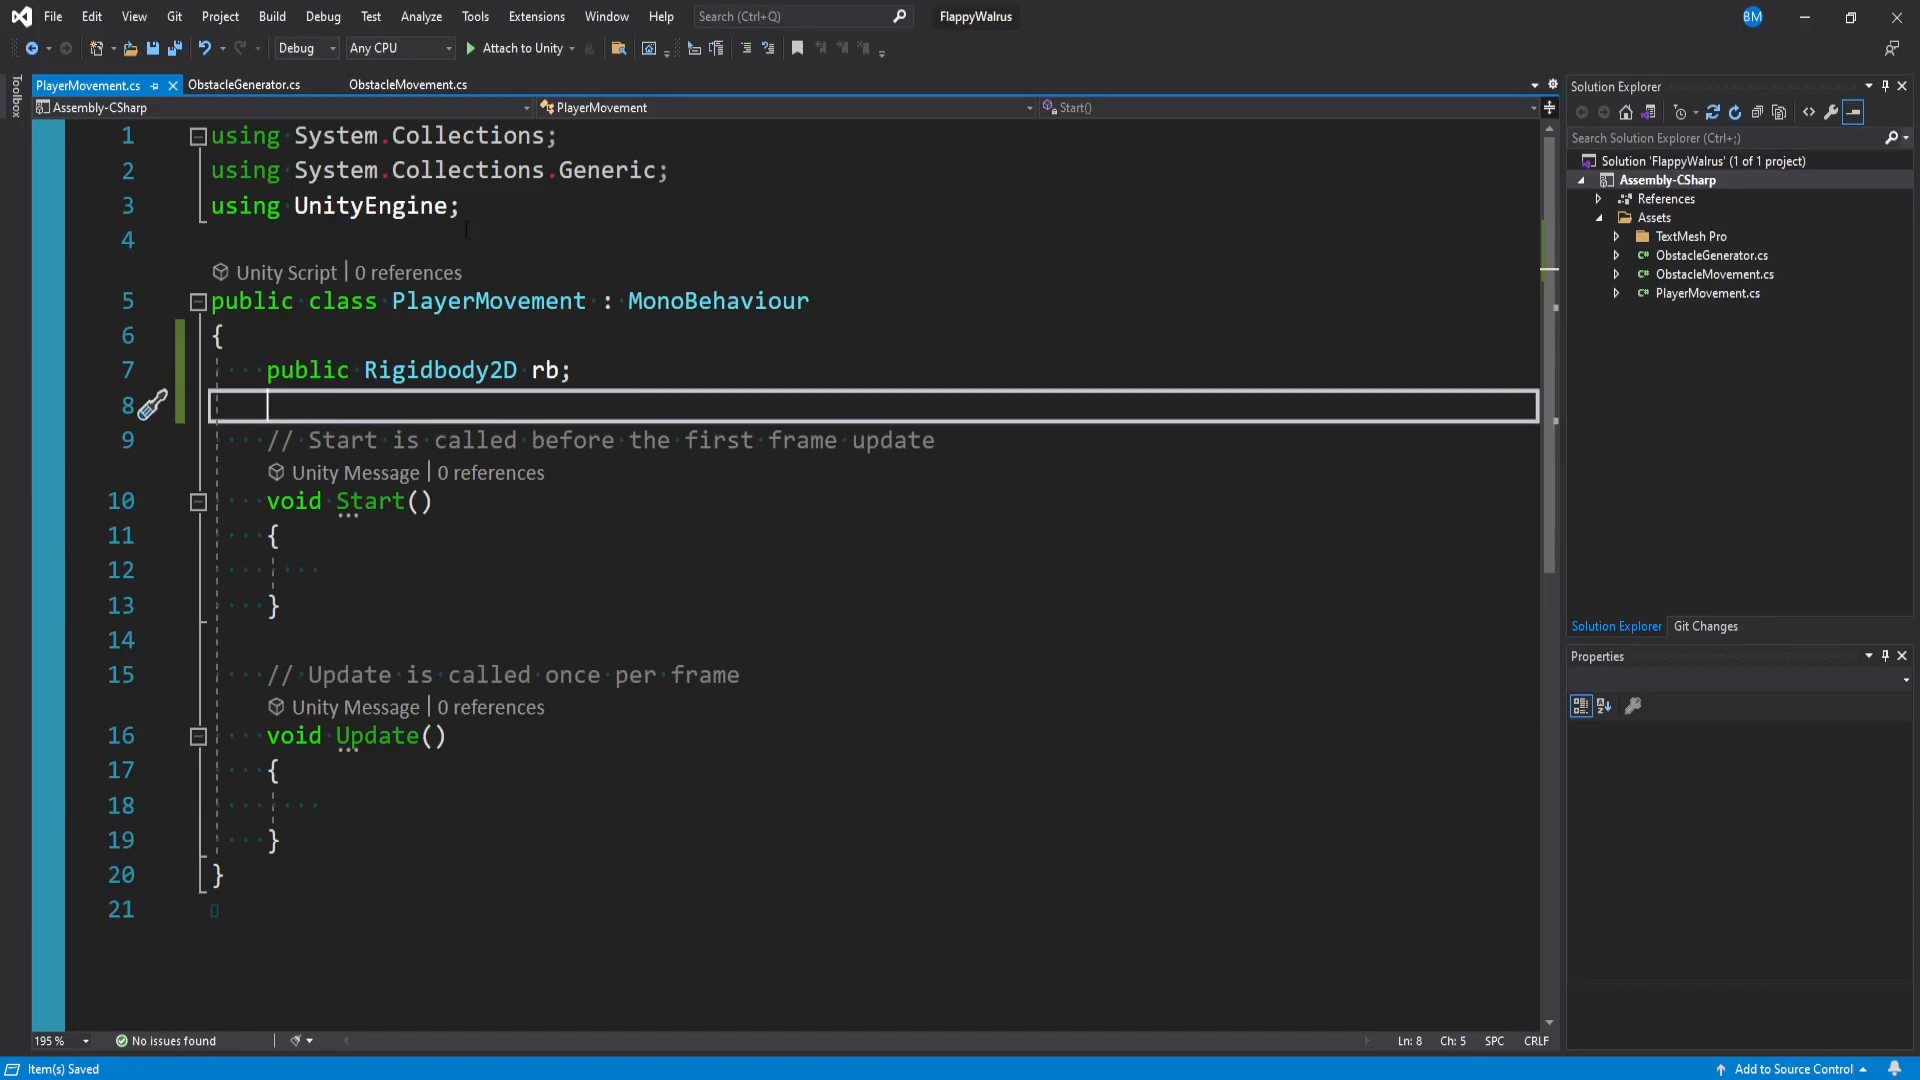 File Edit View Git Project Build Debug Test Analyze Tools Extensions Window Help Search (Ctrl+Q) FlappyWalrus BM
Debug Any CPU Attach to Unity
Toolbox
PlayerMovement.cs ObstacleGenerator.cs ObstacleMovement.cs
Assembly-CSharp PlayerMovement Start()
1 using System.Collections;
2 using System.Collections.Generic;
3 using UnityEngine;
4
Unity Script | 0 references
5 public class PlayerMovement : MonoBehaviour
6 {
7 public Rigidbody2D rb;
8
9 // Start is called before the first frame update
Unity Message | 0 references
10 void Start()
11 {
12
13 }
14
15 // Update is called once per frame
Unity Message | 0 references
16 void Update()
17 {
18
19 }
20 }
21
195 % No issues found Ln: 8 Ch: 5 SPC CRLF
Solution Explorer
Search Solution Explorer (Ctrl+;)
Solution 'FlappyWalrus' (1 of 1 project)
Assembly-CSharp
References
Assets
TextMesh Pro
C# ObstacleGenerator.cs
C# ObstacleMovement.cs
C# PlayerMovement.cs
Solution Explorer Git Changes
Properties
Item(s) Saved Add to Source Control